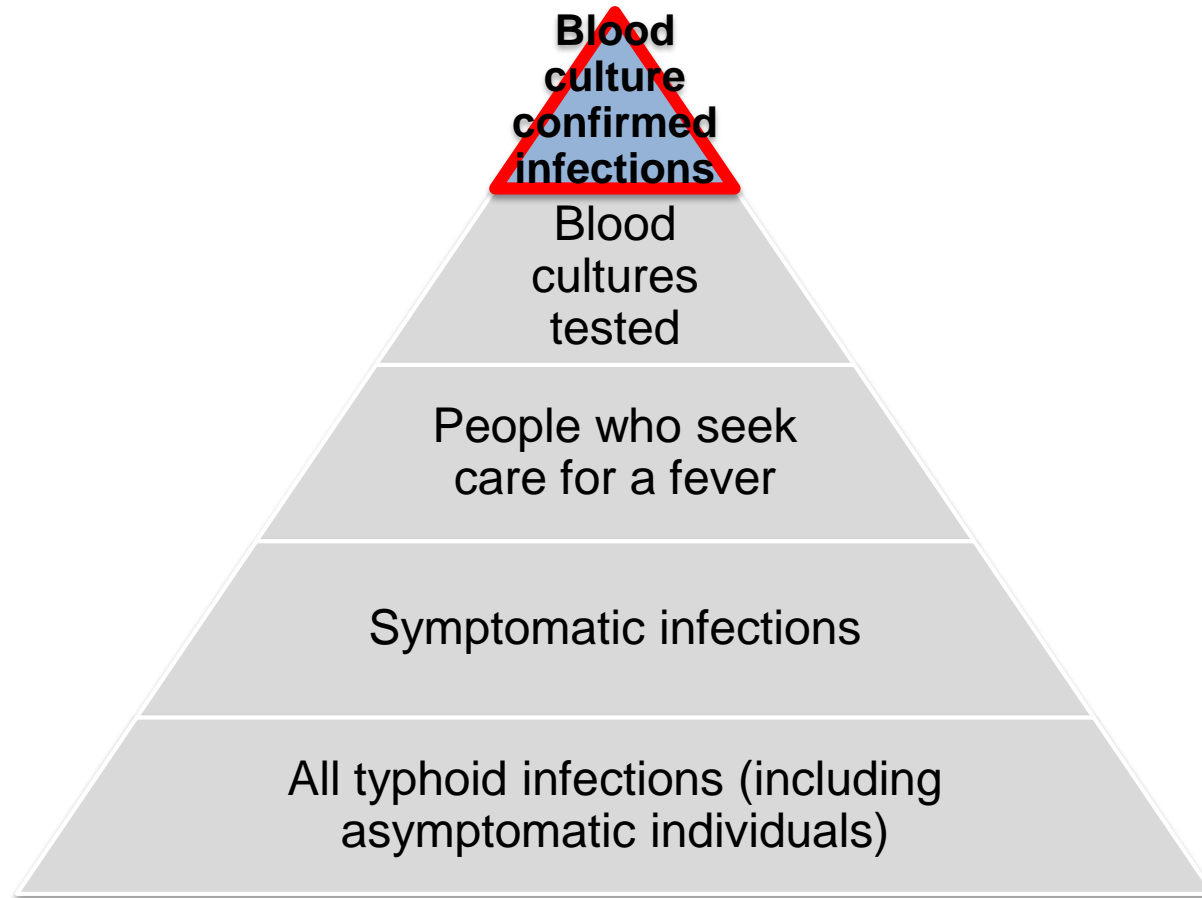 Blood
culture
confirmed
infections
Blood
cultures
tested
People who seek
care for a fever
Symptomatic infections
All typhoid infections (including
asymptomatic individuals)